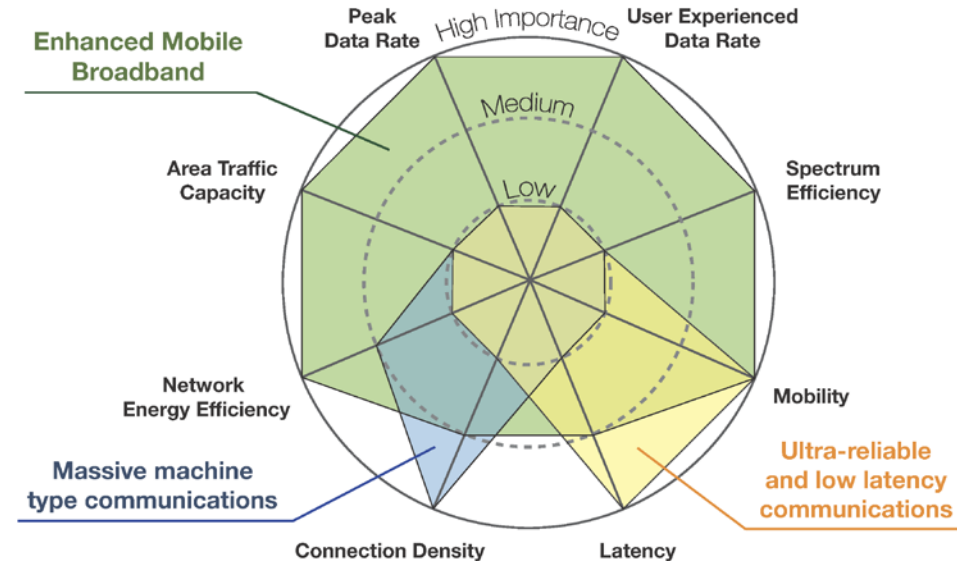 Peak
Data Rate
High Importance
User Experienced
Data Rate
Enhanced Mobile
Broadband
Medium
Area Traffic
Capacity
Low
Spectrum
Efficiency
Network
Energy Efficiency
Mobility
Massive machine
type communications
Ultra-reliable
and low latency
communications
Connection Density
Latency